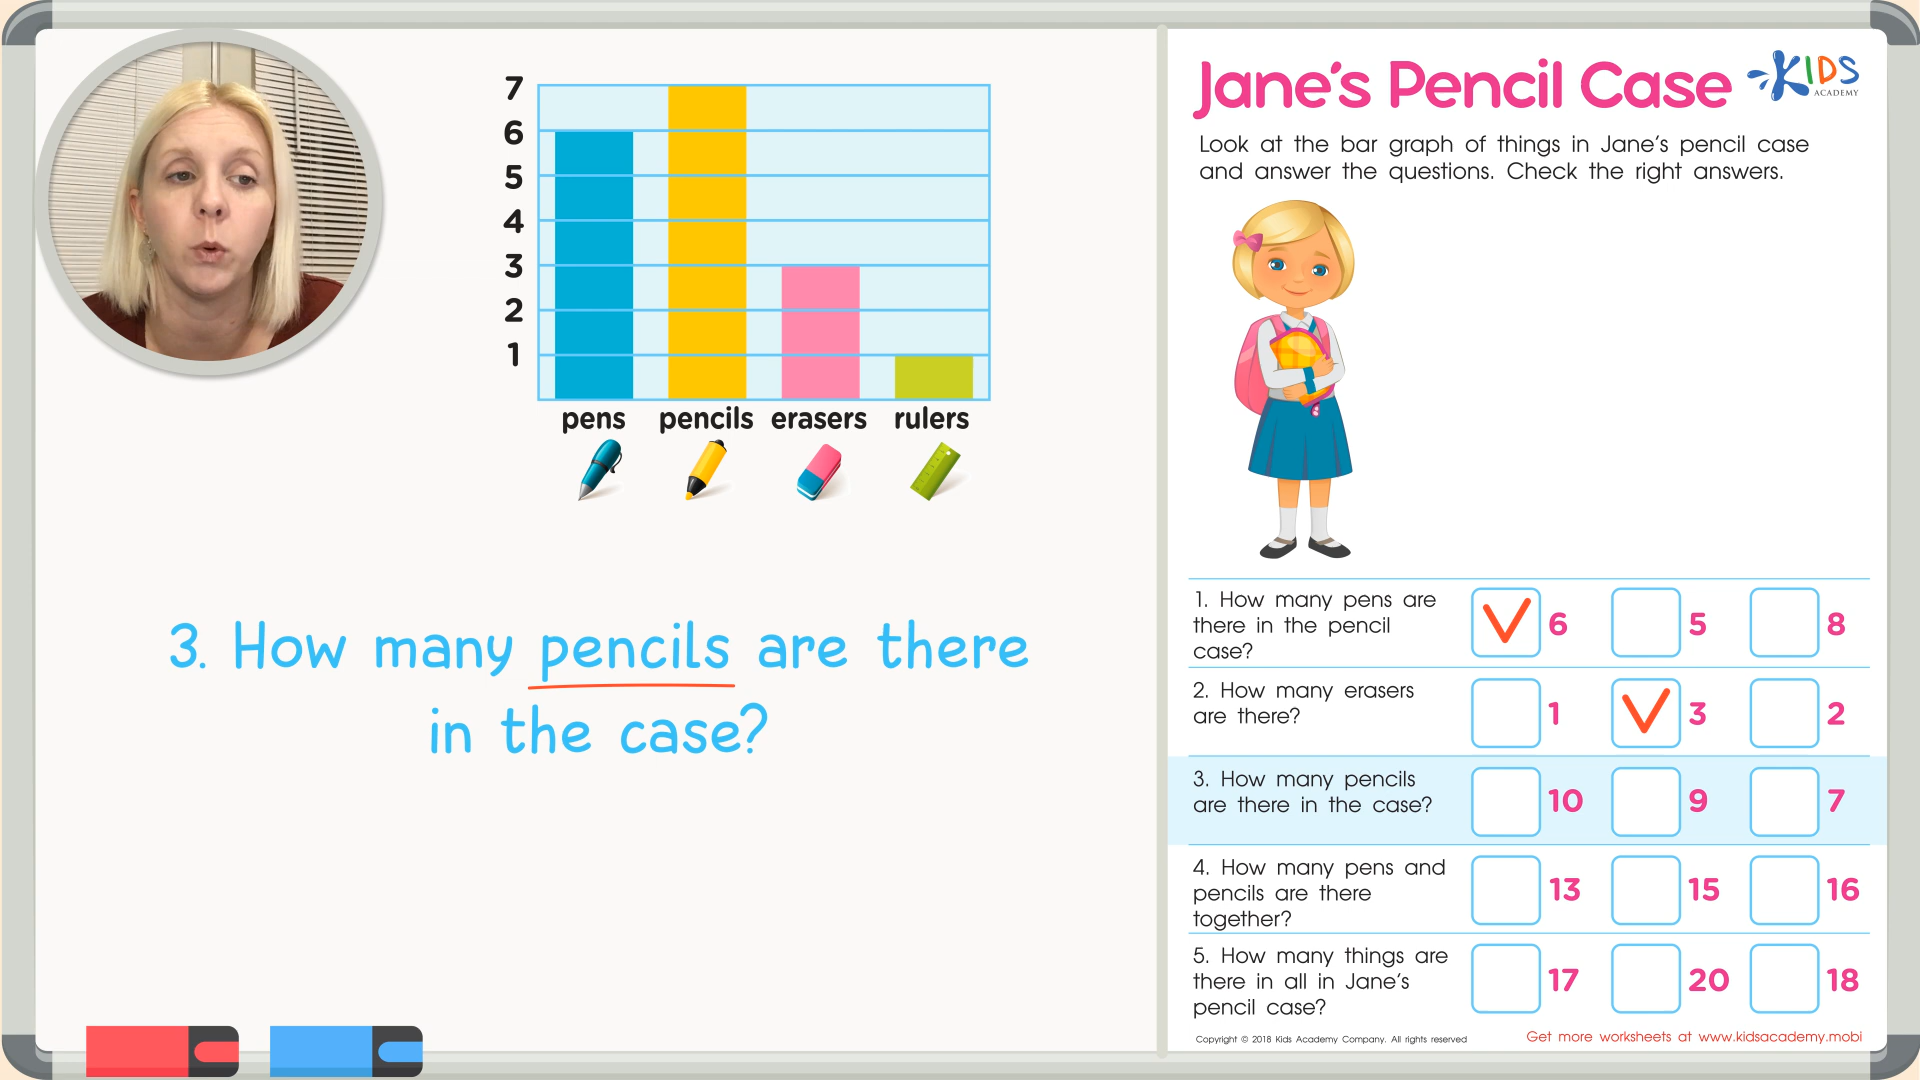 7
6
5
4
3
2
1
pens pencils erasers rulers
3. How many pencils are there
in the case?
Jane's Pencil Case
KIDS
ACADEMY
Look at the bar graph of things in Jane's pencil case
and answer the questions. Check the right answers.
1. How many pens are
there in the pencil
case?
6 5 8
2. How many erasers
are there?
1 3 2
3. How many pencils
are there in the case?
10 9 7
4. How many pens and
pencils are there
together?
13 15 16
5. How many things are
there in all in Jane's
pencil case?
17 20 18
Copyright © 2018 Kids Academy Company. All rights reserved
Get more worksheets at www.kidsacademy.mobi